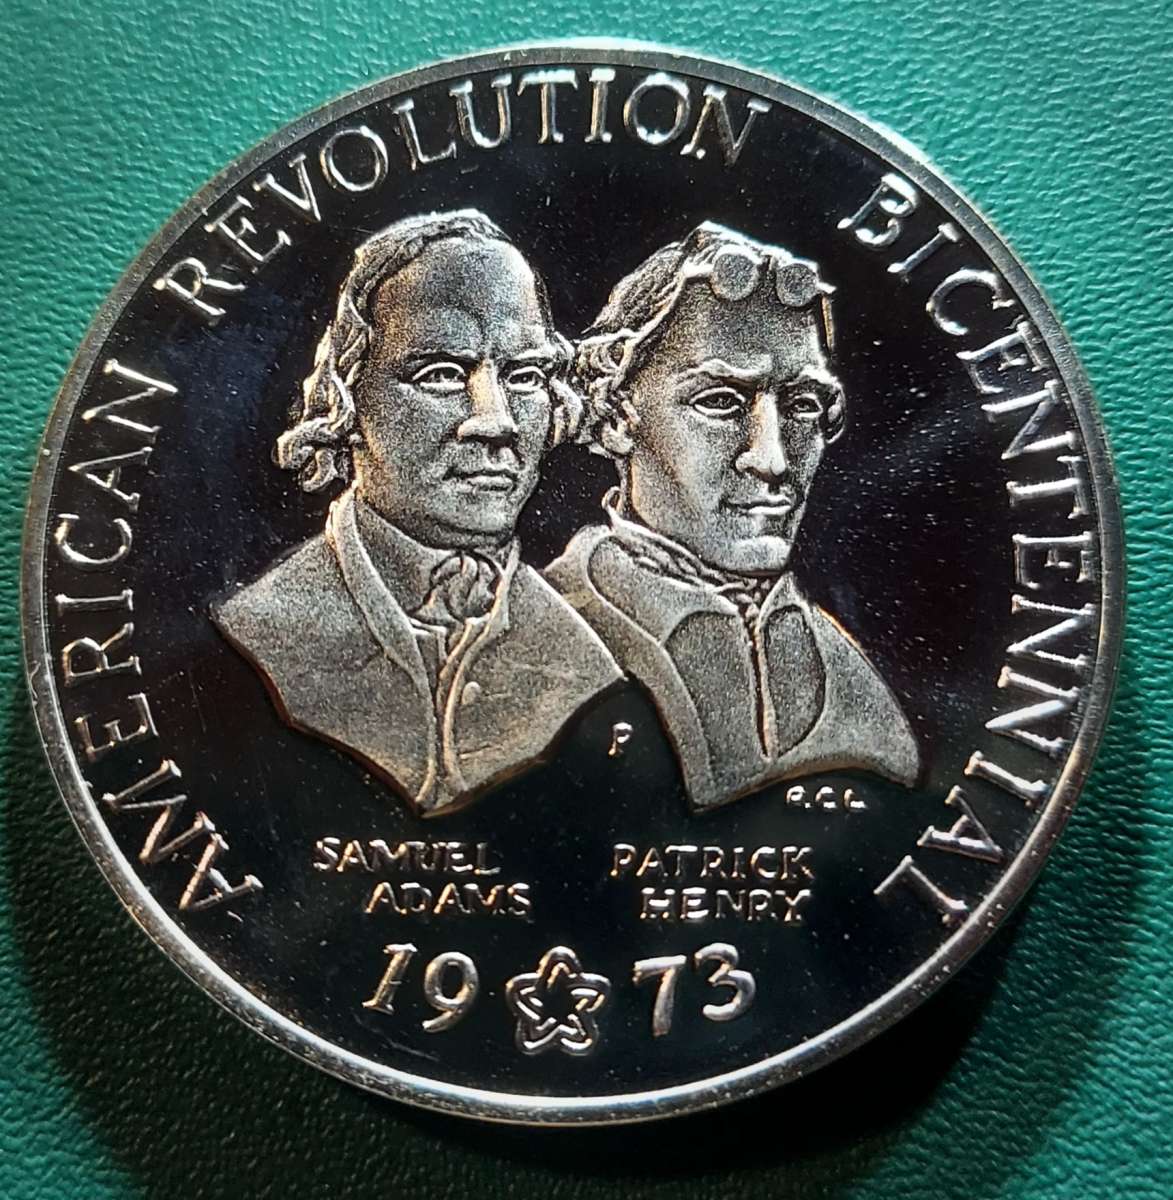 AMERICAN REVOLUTION BICENTENNIAL
P
R.C.L.
SAMUEL
ADAMS
PATRICK
HENRY
1973